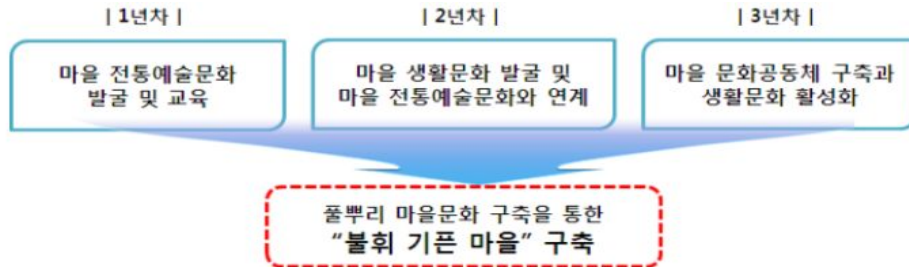 | 1년차 |
| 2년차 |
| 3년차 |
마을 전통예술문화
발굴 및 교육
마을 생활문화 발굴 및
마을 전통예술문화와 연계
마을 문화공동체 구축과
생활문화 활성화
풀뿌리 마을문화 구축을 통한
“불휘 기픈 마을” 구축